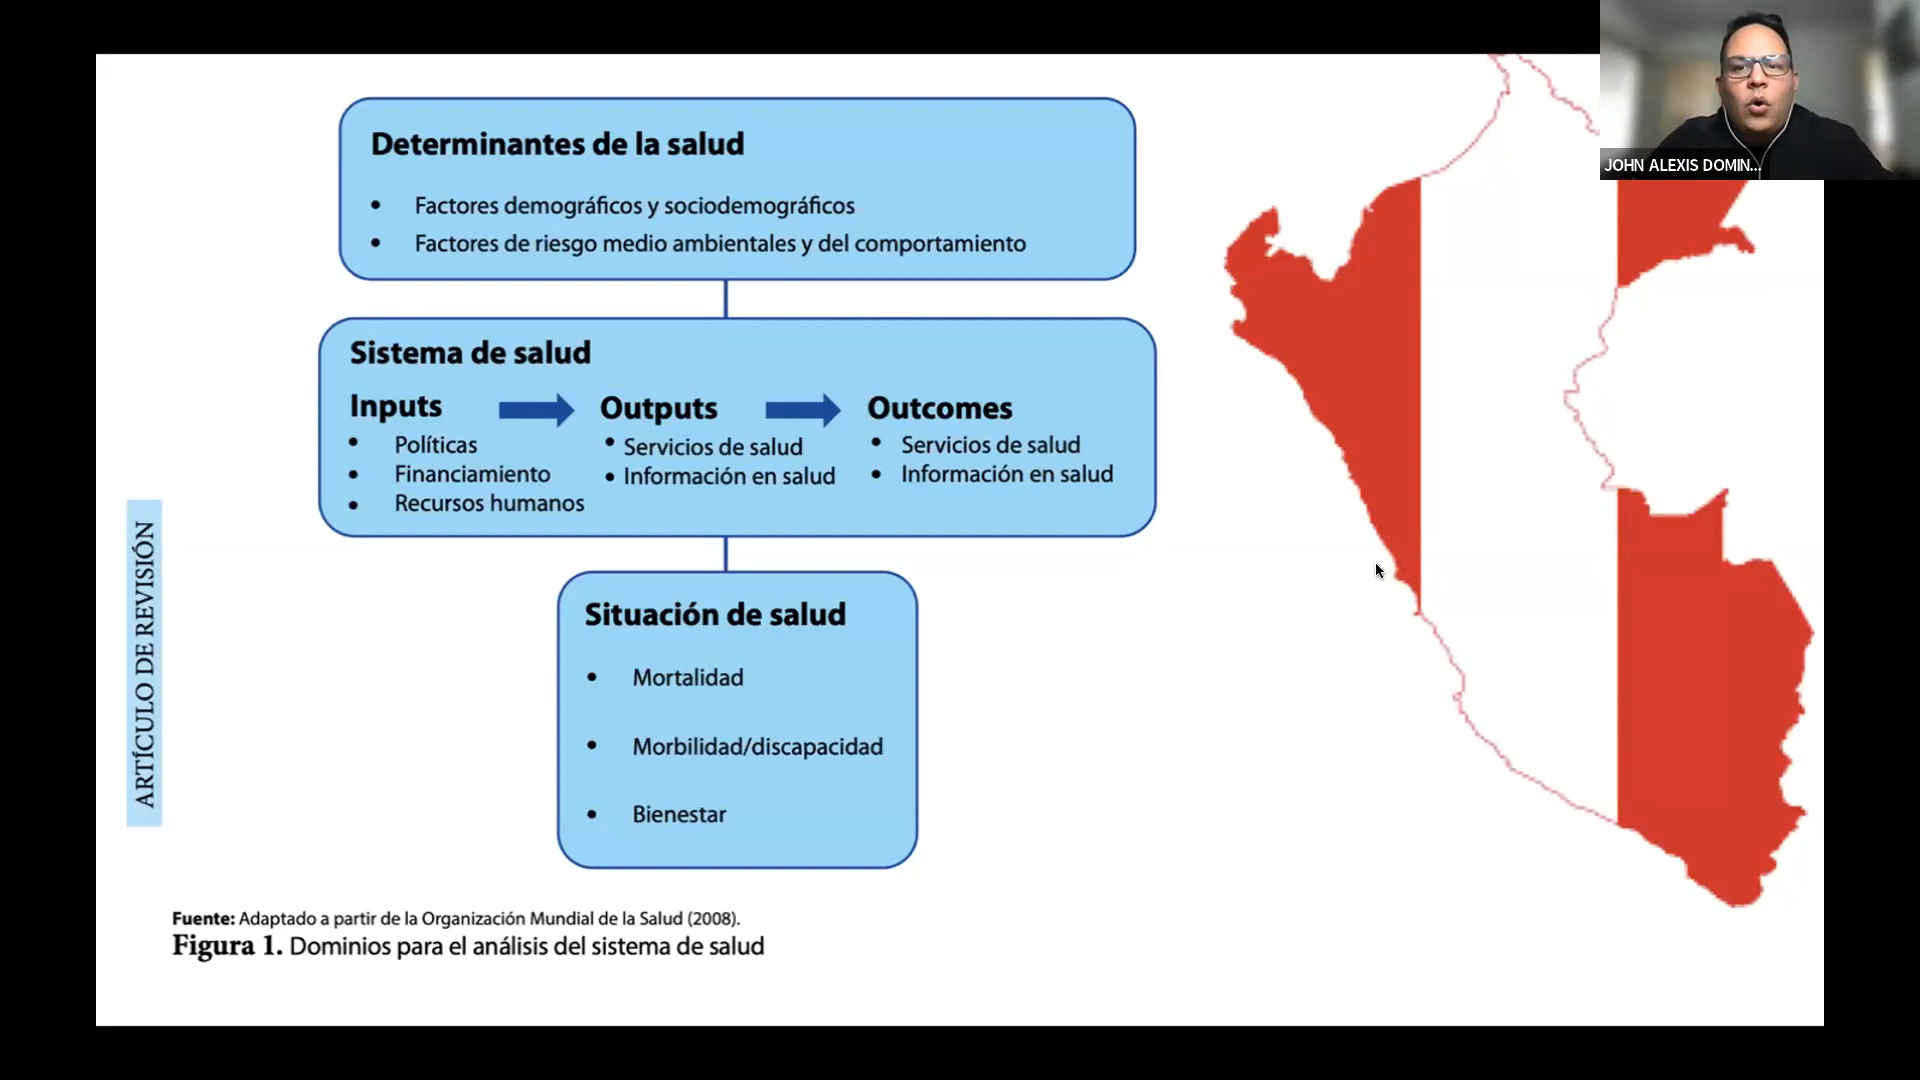 JOHN ALEXIS DOMIN...
Determinantes de la salud
• Factores demográficos y sociodemográficos
• Factores de riesgo medio ambientales y del comportamiento
Sistema de salud
Inputs
• Políticas
• Financiamiento
• Recursos humanos
Outputs
• Servicios de salud
• Información en salud
Outcomes
• Servicios de salud
• Información en salud
Situación de salud
• Mortalidad
• Morbilidad/discapacidad
• Bienestar
ARTÍCULO DE REVISIÓN
Fuente: Adaptado a partir de la Organización Mundial de la Salud (2008).
Figura 1. Dominios para el análisis del sistema de salud